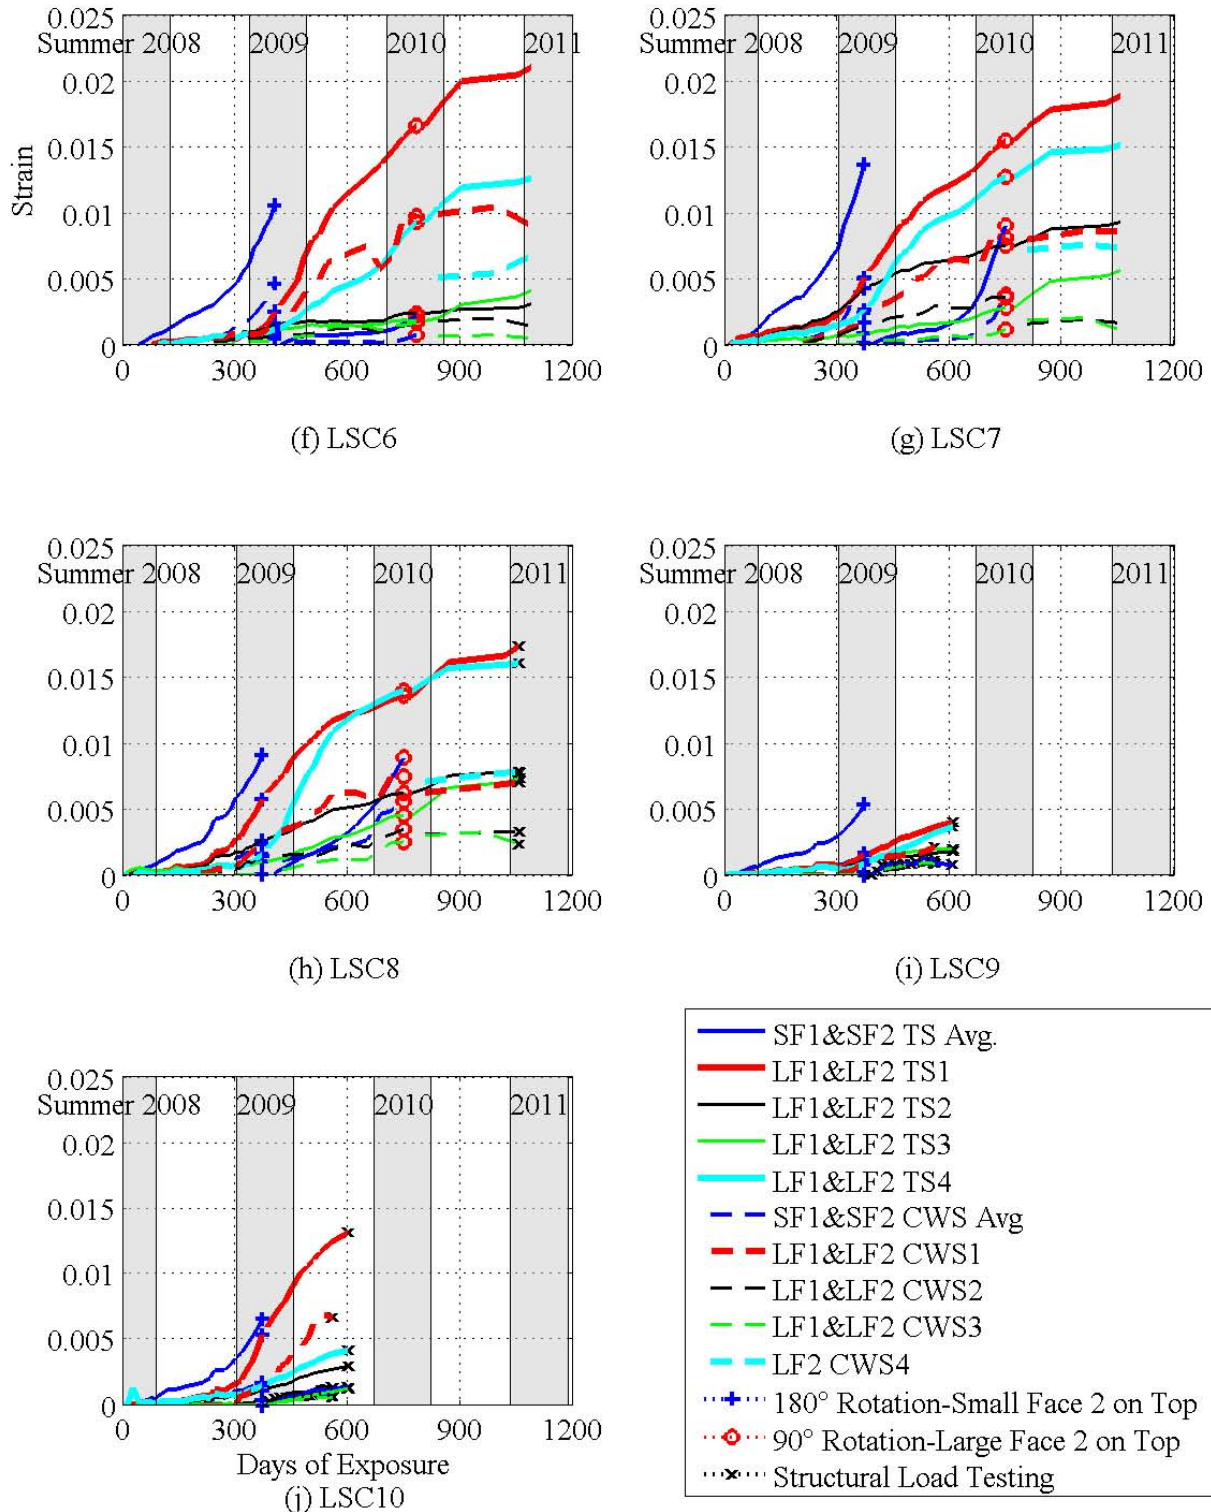 0.025
Summer 2008 2009 2010 2011
0.02
0.015
0.01
0.005
0
Strain
0 300 600 900 1200
(f) LSC6
0.025
Summer 2008 2009 2010 2011
0.02
0.015
0.01
0.005
0
0 300 600 900 1200
(g) LSC7
0.025
Summer 2008 2009 2010 2011
0.02
0.015
0.01
0.005
0
0 300 600 900 1200
(h) LSC8
0.025
Summer 2008 2009 2010 2011
0.02
0.015
0.01
0.005
0
0 300 600 900 1200
(i) LSC9
0.025
Summer 2008 2009 2010 2011
0.02
0.015
0.01
0.005
0
0 300 600 900 1200
Days of Exposure
(j) LSC10
SF1&SF2 TS Avg.
LF1&LF2 TS1
LF1&LF2 TS2
LF1&LF2 TS3
LF1&LF2 TS4
SF1&SF2 CWS Avg
LF1&LF2 CWS1
LF1&LF2 CWS2
LF1&LF2 CWS3
LF2 CWS4
180° Rotation-Small Face 2 on Top
90° Rotation-Large Face 2 on Top
Structural Load Testing